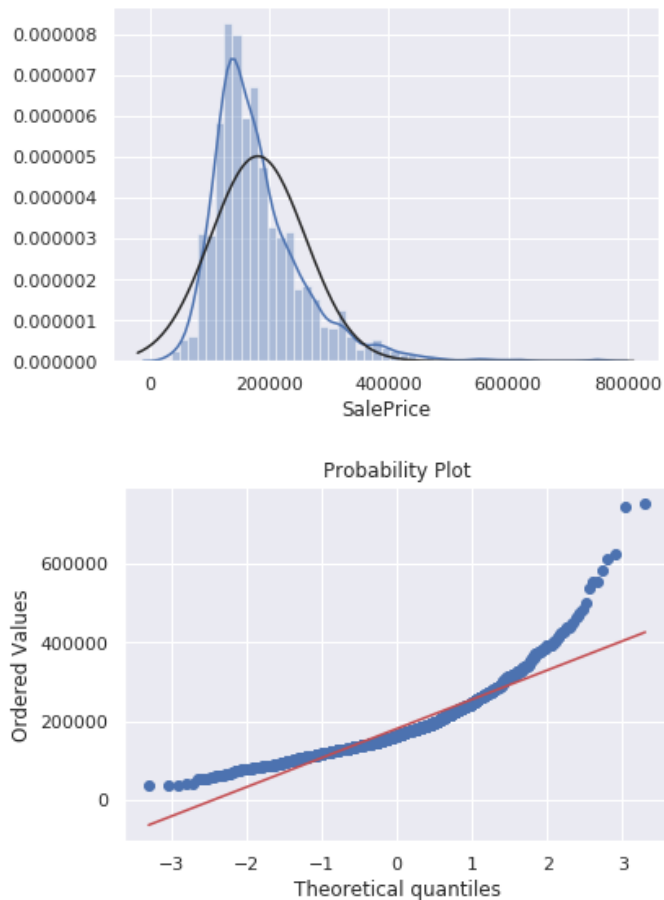 0.000008
0.000007
0.000006
0.000005
0.000004
0.000003
0.000002
0.000001
0.000000
0 200000 400000 600000 800000
SalePrice
Probability Plot
600000
400000
200000
0
Ordered Values
−3 −2 −1 0 1 2 3
Theoretical quantiles